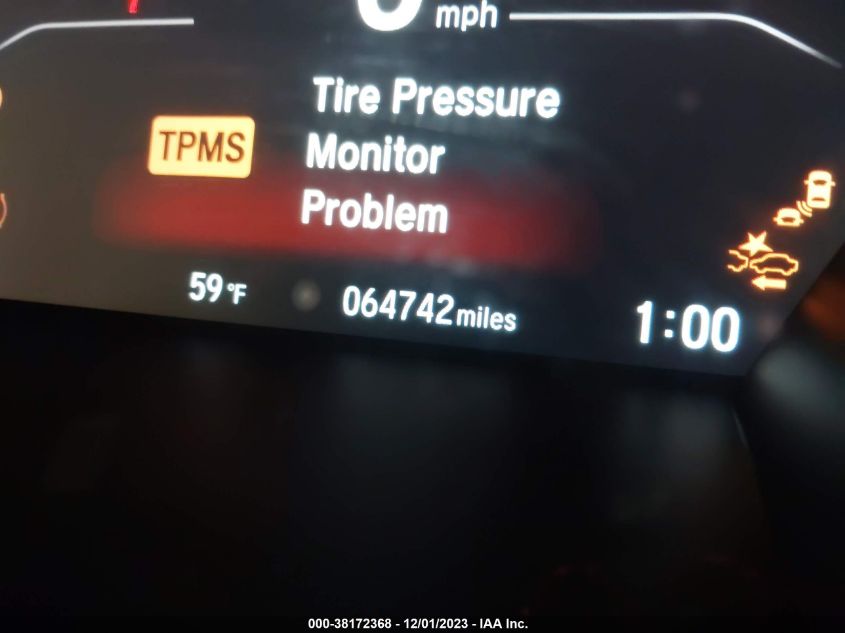 mph
Tire Pressure
TPMS
Monitor
Problem
59°F
064742 miles
1:00
000-38172368 - 12/01/2023 - IAA Inc.